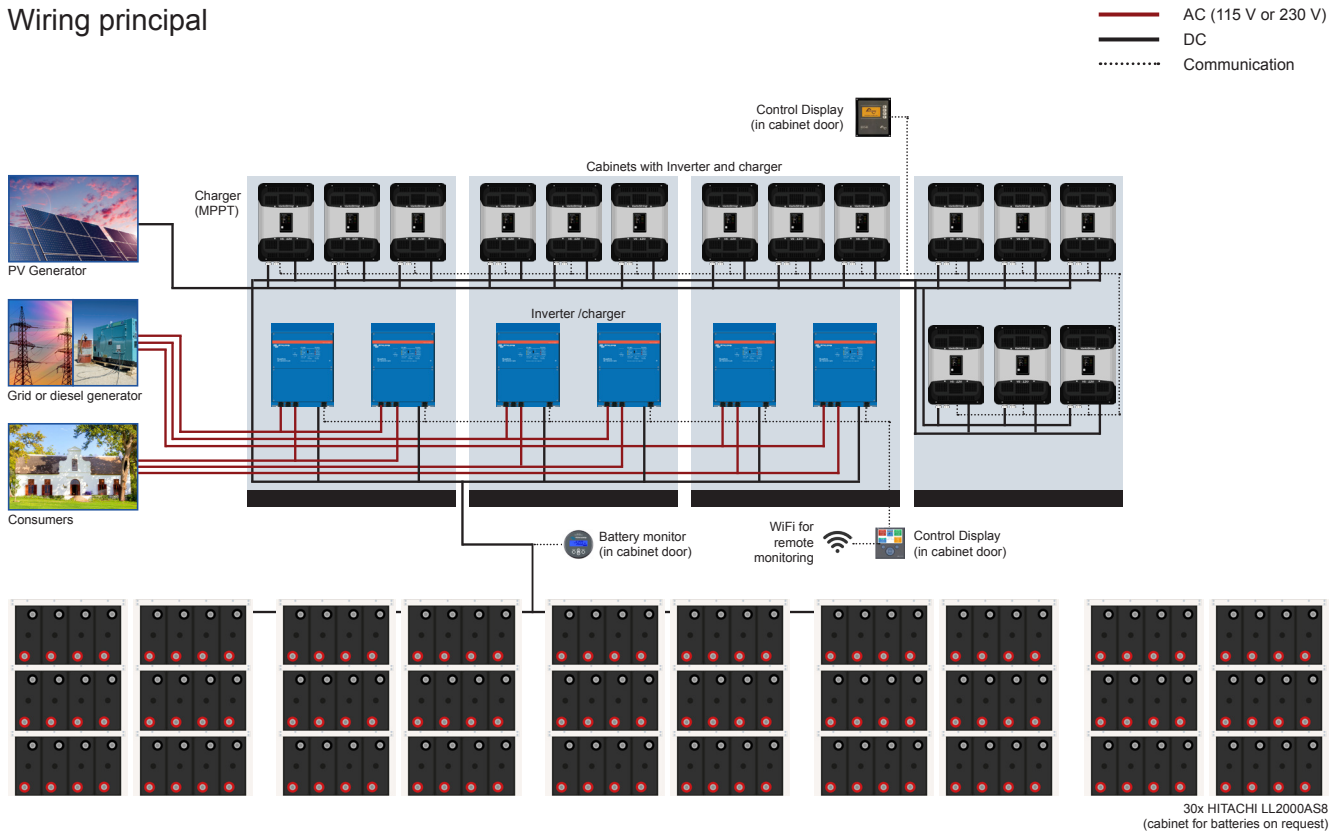 Wiring principal
AC (115 V or 230 V)
DC
Communication
Control Display
(in cabinet door)
Cabinets with Inverter and charger
Charger
(MPPT)
PV Generator
Inverter /charger
Grid or diesel generator
Consumers
Battery monitor
(in cabinet door)
WiFi for
remote
monitoring
Control Display
(in cabinet door)
30x HITACHI LL2000AS8
(cabinet for batteries on request)